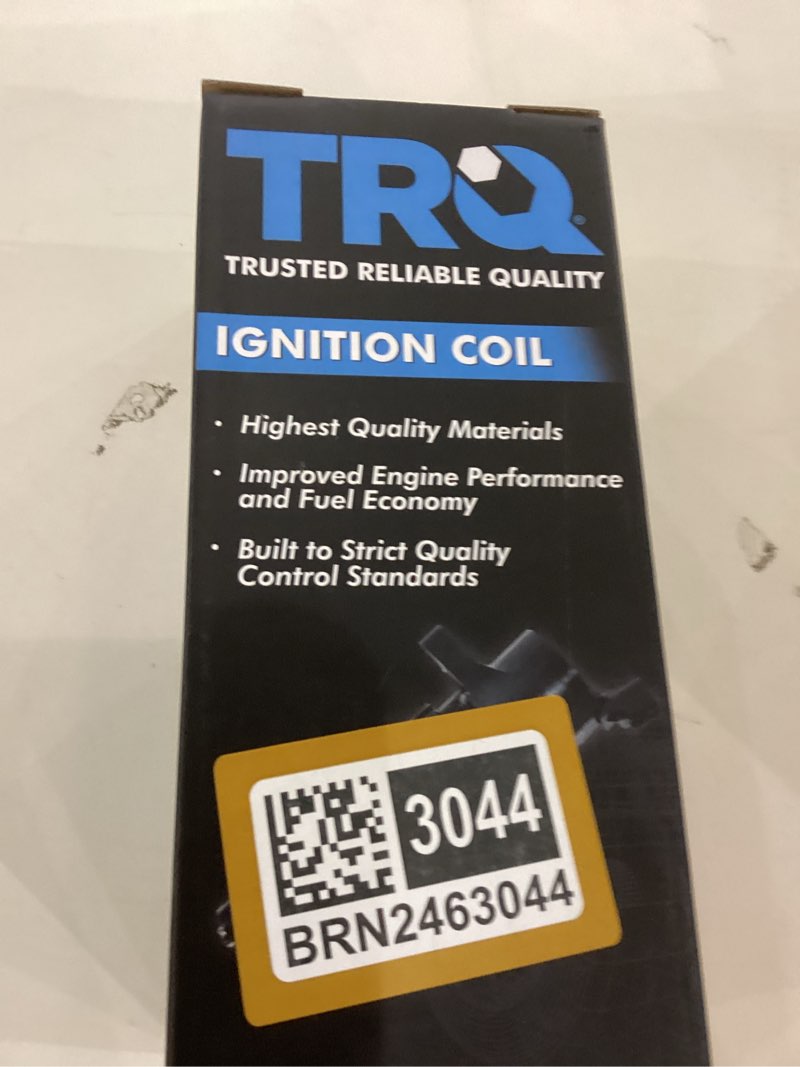 TRQ®
TRUSTED RELIABLE QUALITY
IGNITION COIL
• Highest Quality Materials
• Improved Engine Performance
and Fuel Economy
• Built to Strict Quality
Control Standards
3044
BRN2463044